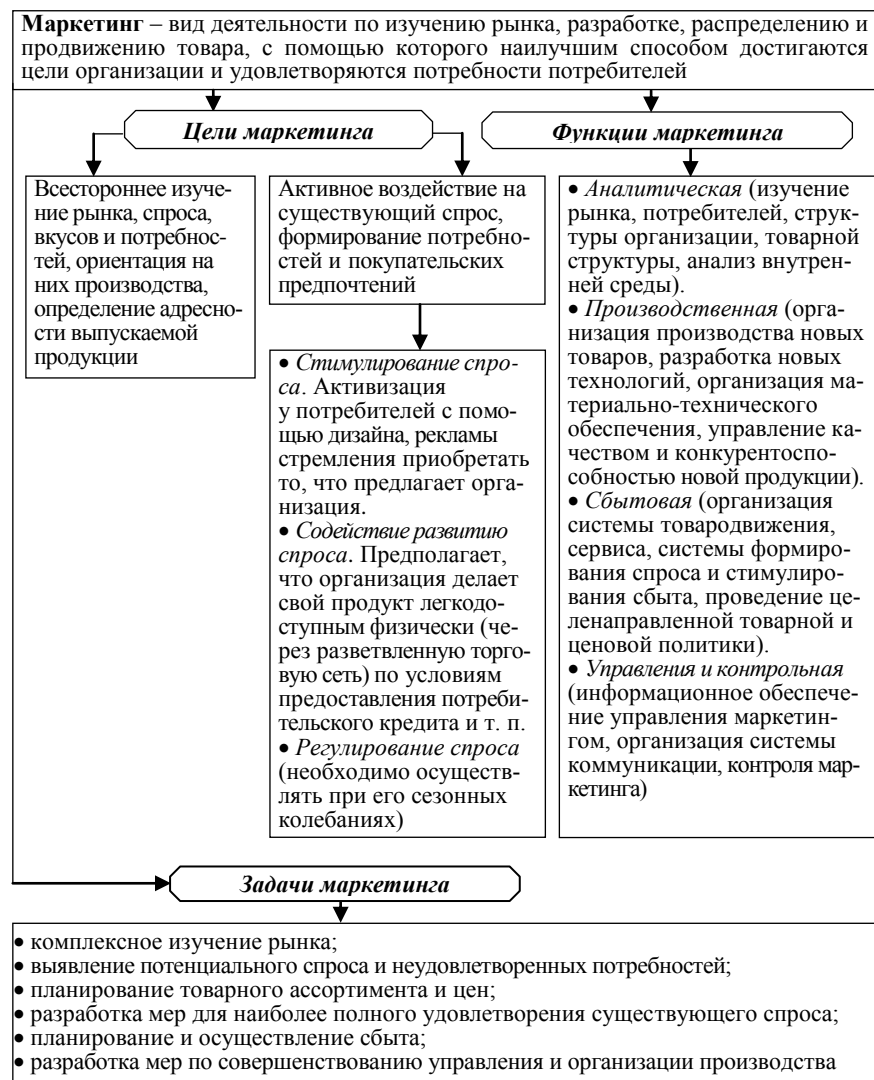 Маркетинг – вид деятельности по изучению рынка, разработке, распределению и
продвижению товара, с помощью которого наилучшим способом достигаются
цели организации и удовлетворяются потребности потребителей
Цели маркетинга
Функции маркетинга
Всестороннее изуче-
ние рынка, спроса,
вкусов и потребнос-
тей, ориентация на
них производства,
определение адресно-
сти выпускаемой
продукции
Активное воздействие на
существующий спрос,
формирование потребно-
стей и покупательских
предпочтений
• Стимулирование спро-
са. Активизация
у потребителей с помо-
щью дизайна, рекламы
стремления приобретать
то, что предлагает орга-
низация.
• Содействие развитию
спроса. Предполагает,
что организация делает
свой продукт легкодо-
ступным физически (че-
рез разветвленную торго-
вую сеть) по условиям
предоставления потреби-
тельского кредита и т. п.
• Регулирование спроса
(необходимо осуществ-
лять при его сезонных
колебаниях)
• Аналитическая (изучение
рынка, потребителей, струк-
туры организации, товарной
структуры, анализ внутрен-
ней среды).
• Производственная (орга-
низация производства новых
товаров, разработка новых
технологий, организация ма-
териально-технического
обеспечения, управление ка-
чеством и конкурентоспо-
собностью новой продукции).
• Сбытовая (организация
системы товародвижения,
сервиса, системы формиро-
вания спроса и стимулиро-
вания сбыта, проведение це-
ленаправленной товарной и
ценовой политики).
• Управления и контрольная
(информационное обеспече-
ние управления маркетин-
гом, организация системы
коммуникации, контроля мар-
кетинга)
Задачи маркетинга
• комплексное изучение рынка;
• выявление потенциального спроса и неудовлетворенных потребностей;
• планирование товарного ассортимента и цен;
• разработка мер для наиболее полного удовлетворения существующего спроса;
• планирование и осуществление сбыта;
• разработка мер по совершенствованию управления и организации производства